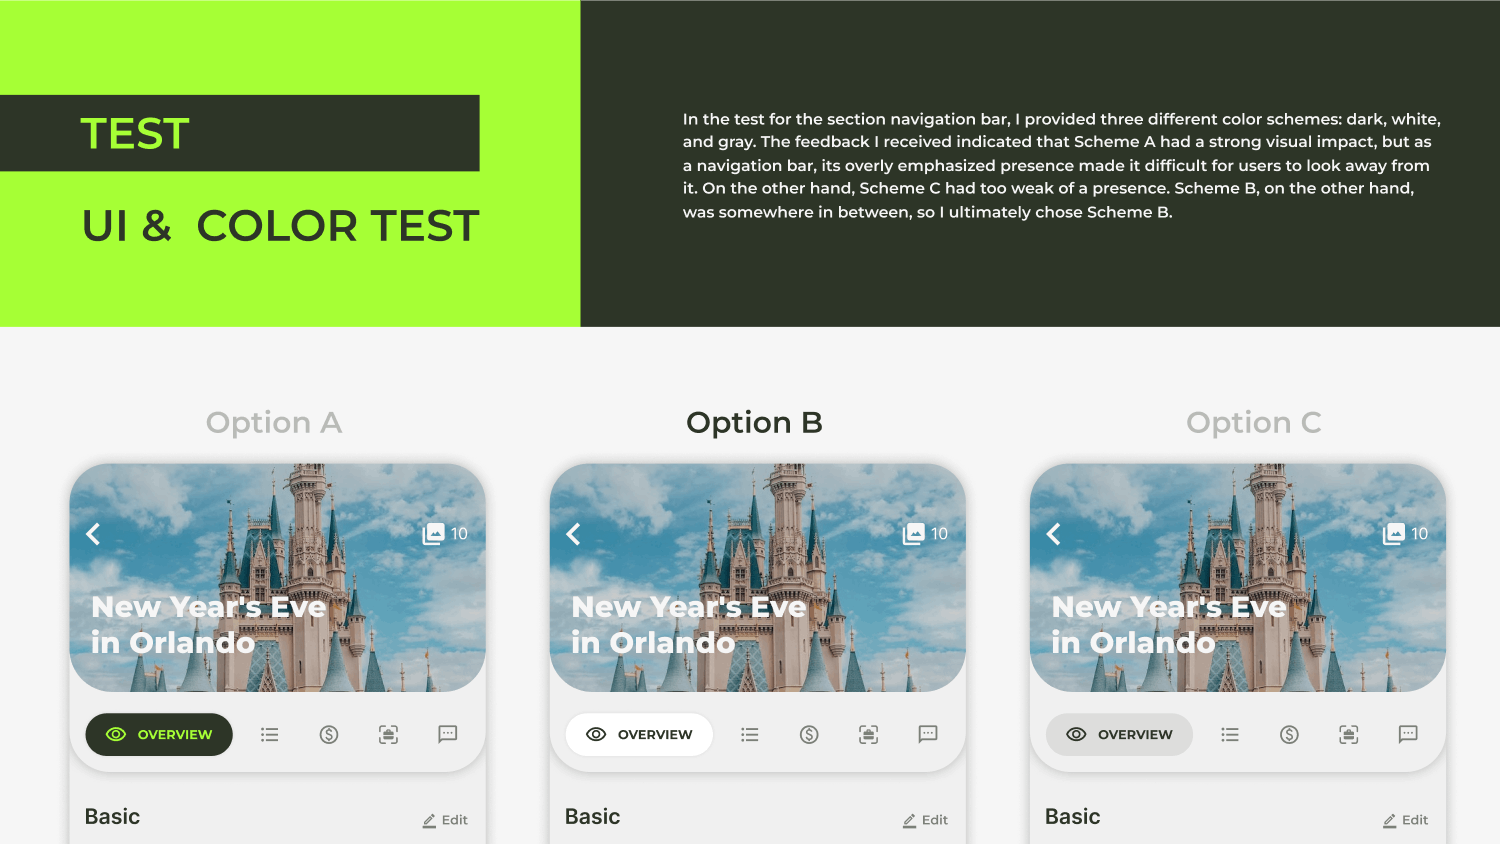 TEST
UI & COLOR TEST
In the test for the section navigation bar, I provided three different color schemes: dark, white,
and gray. The feedback I received indicated that Scheme A had a strong visual impact, but as
a navigation bar, its overly emphasized presence made it difficult for users to look away from
it. On the other hand, Scheme C had too weak of a presence. Scheme B, on the other hand,
was somewhere in between, so I ultimately chose Scheme B.
Option A
10
New Year's Eve
in Orlando
OVERVIEW
Basic
Edit
Option B
10
New Year's Eve
in Orlando
OVERVIEW
Basic
Edit
Option C
10
New Year's Eve
in Orlando
OVERVIEW
Basic
Edit